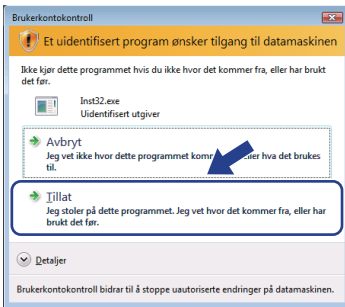 Brukerkontokontroll
Et uidentifisert program ønsker tilgang til datamaskinen
Ikke kjør dette programmet hvis du ikke hvor det kommer fra, eller har brukt
det før.
Inst32.exe
Uidentifisert utgiver
Avbryt
Jeg vet ikke hvor dette programmet kom eller hva det brukes
til.
Tillat
Jeg stoler på dette programmet. Jeg vet hvor det kommer fra, eller har
brukt det før.
Detaljer
Brukerkontokontroll bidrar til å stoppe uautoriserte endringer på datamaskinen.